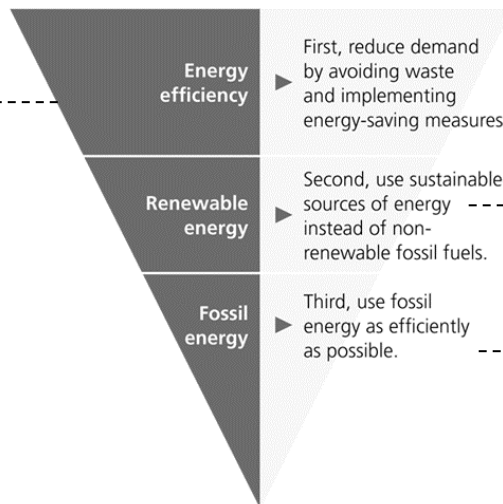 Energy
efficiency
First, reduce demand
by avoiding waste
and implementing
energy-saving measures
Renewable
energy
Second, use sustainable
sources of energy
instead of non-
renewable fossil fuels.
Fossil
energy
Third, use fossil
energy as efficiently
as possible.